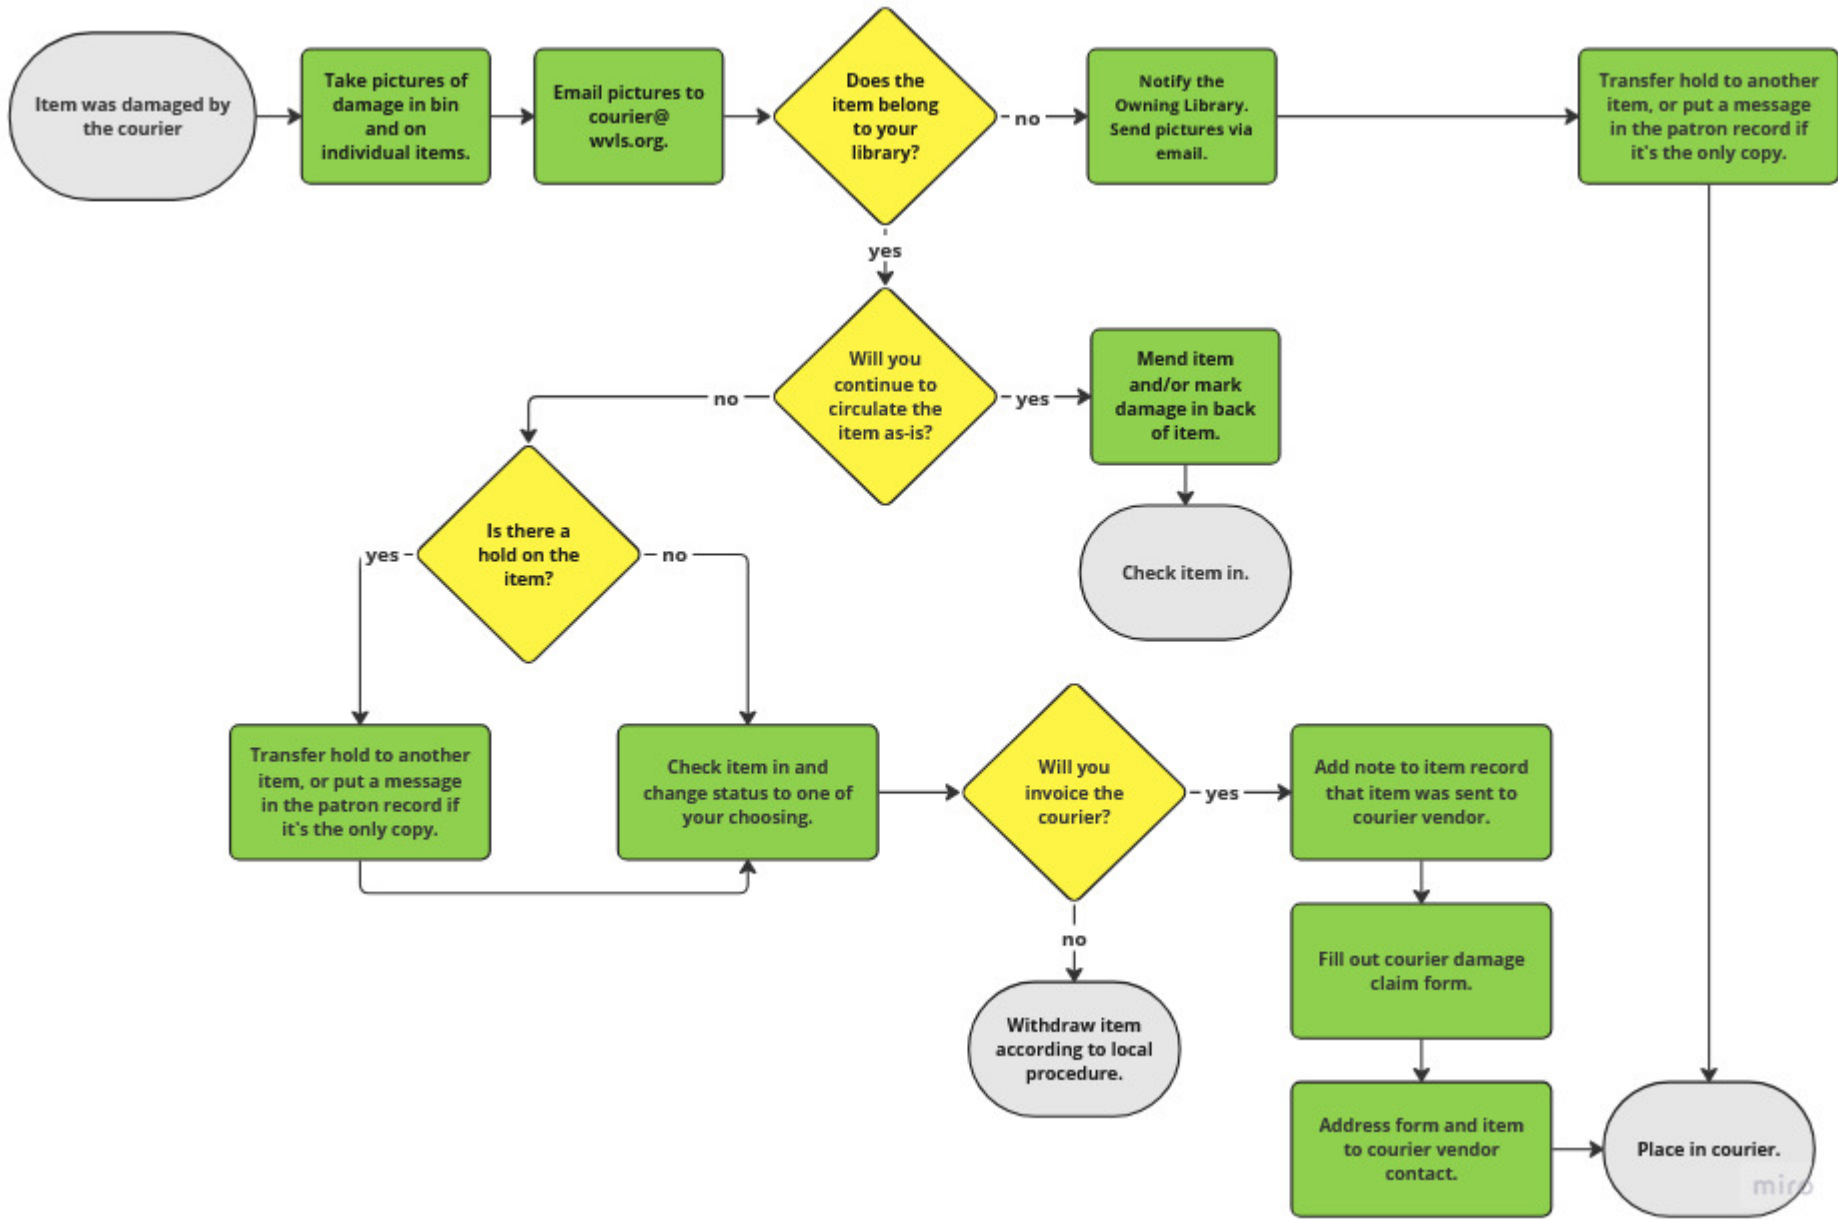 Item was damaged by
the courier
Take pictures of
damage in bin
and on
individual items.
Email pictures to
courier@
wvls.org.
Does the
item belong
to your
library?
no
Notify the
Owning Library.
Send pictures via
email.
Transfer hold to another
item, or put a message
in the patron record if
it's the only copy.
yes
Will you
continue to
circulate the
item as-is?
no
yes
Mend item
and/or mark
damage in back
of item.
Check item in.
Is there a
hold on the
item?
yes
no
Transfer hold to another
item, or put a message
in the patron record if
it's the only copy.
Check item in and
change status to one of
your choosing.
Will you
invoice the
courier?
yes
Add note to item record
that item was sent to
courier vendor.
no
Withdraw item
according to local
procedure.
Fill out courier damage
claim form.
Address form and item
to courier vendor
contact.
Place in courier.
miro